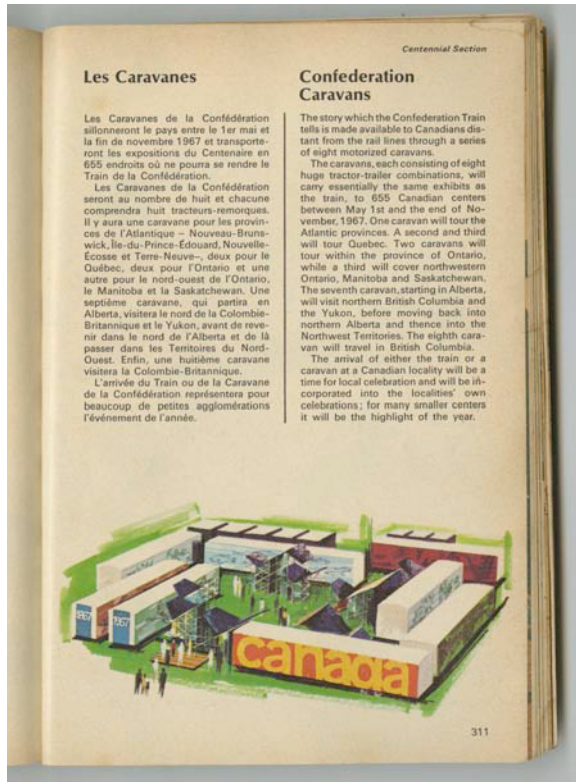 Centennial Section
Les Caravanes
Les Caravanes de la Confédération
sillonneront le pays entre le 1er mai et
la fin de novembre 1967 et transporte-
ront les expositions du Centenaire en
655 endroits où ne pourra se rendre le
Train de la Confédération.
Les Caravanes de la Confédération
seront au nombre de huit et chacune
comprendra huit tracteurs-remorques.
Il y aura une caravane pour les provin-
ces de l'Atlantique – Nouveau-Bruns-
wick, Île-du-Prince-Édouard, Nouvelle-
Écosse et Terre-Neuve–, deux pour le
Québec, deux pour l'Ontario et une
autre pour le nord-ouest de l'Ontario,
le Manitoba et la Saskatchewan. Une
septième caravane, qui partira en
Alberta, visitera le nord de la Colombie-
Britannique et le Yukon, avant de reve-
nir dans le nord de l'Alberta et de là
passer dans les Territoires du Nord-
Ouest. Enfin, une huitième caravane
visitera la Colombie-Britannique.
L'arrivée du Train ou de la Caravane
de la Confédération représentera pour
beaucoup de petites agglomérations
l'événement de l'année.
Confederation
Caravans
The story which the Confederation Train
tells is made available to Canadians dis-
tant from the rail lines through a series
of eight motorized caravans.
The caravans, each consisting of eight
huge tractor-trailer combinations, will
carry essentially the same exhibits as
the train, to 655 Canadian centers
between May 1st and the end of No-
vember, 1967. One caravan will tour the
Atlantic provinces. A second and third
will tour Quebec. Two caravans will
tour within the province of Ontario,
while a third will cover northwestern
Ontario, Manitoba and Saskatchewan.
The seventh caravan, starting in Alberta,
will visit northern British Columbia and
the Yukon, before moving back into
northern Alberta and thence into the
Northwest Territories. The eighth cara-
van will travel in British Columbia.
The arrival of either the train or a
caravan at a Canadian locality will be a
time for local celebration and will be in-
corporated into the localities' own
celebrations; for many smaller centers
it will be the highlight of the year.
1867
1967
canada
311